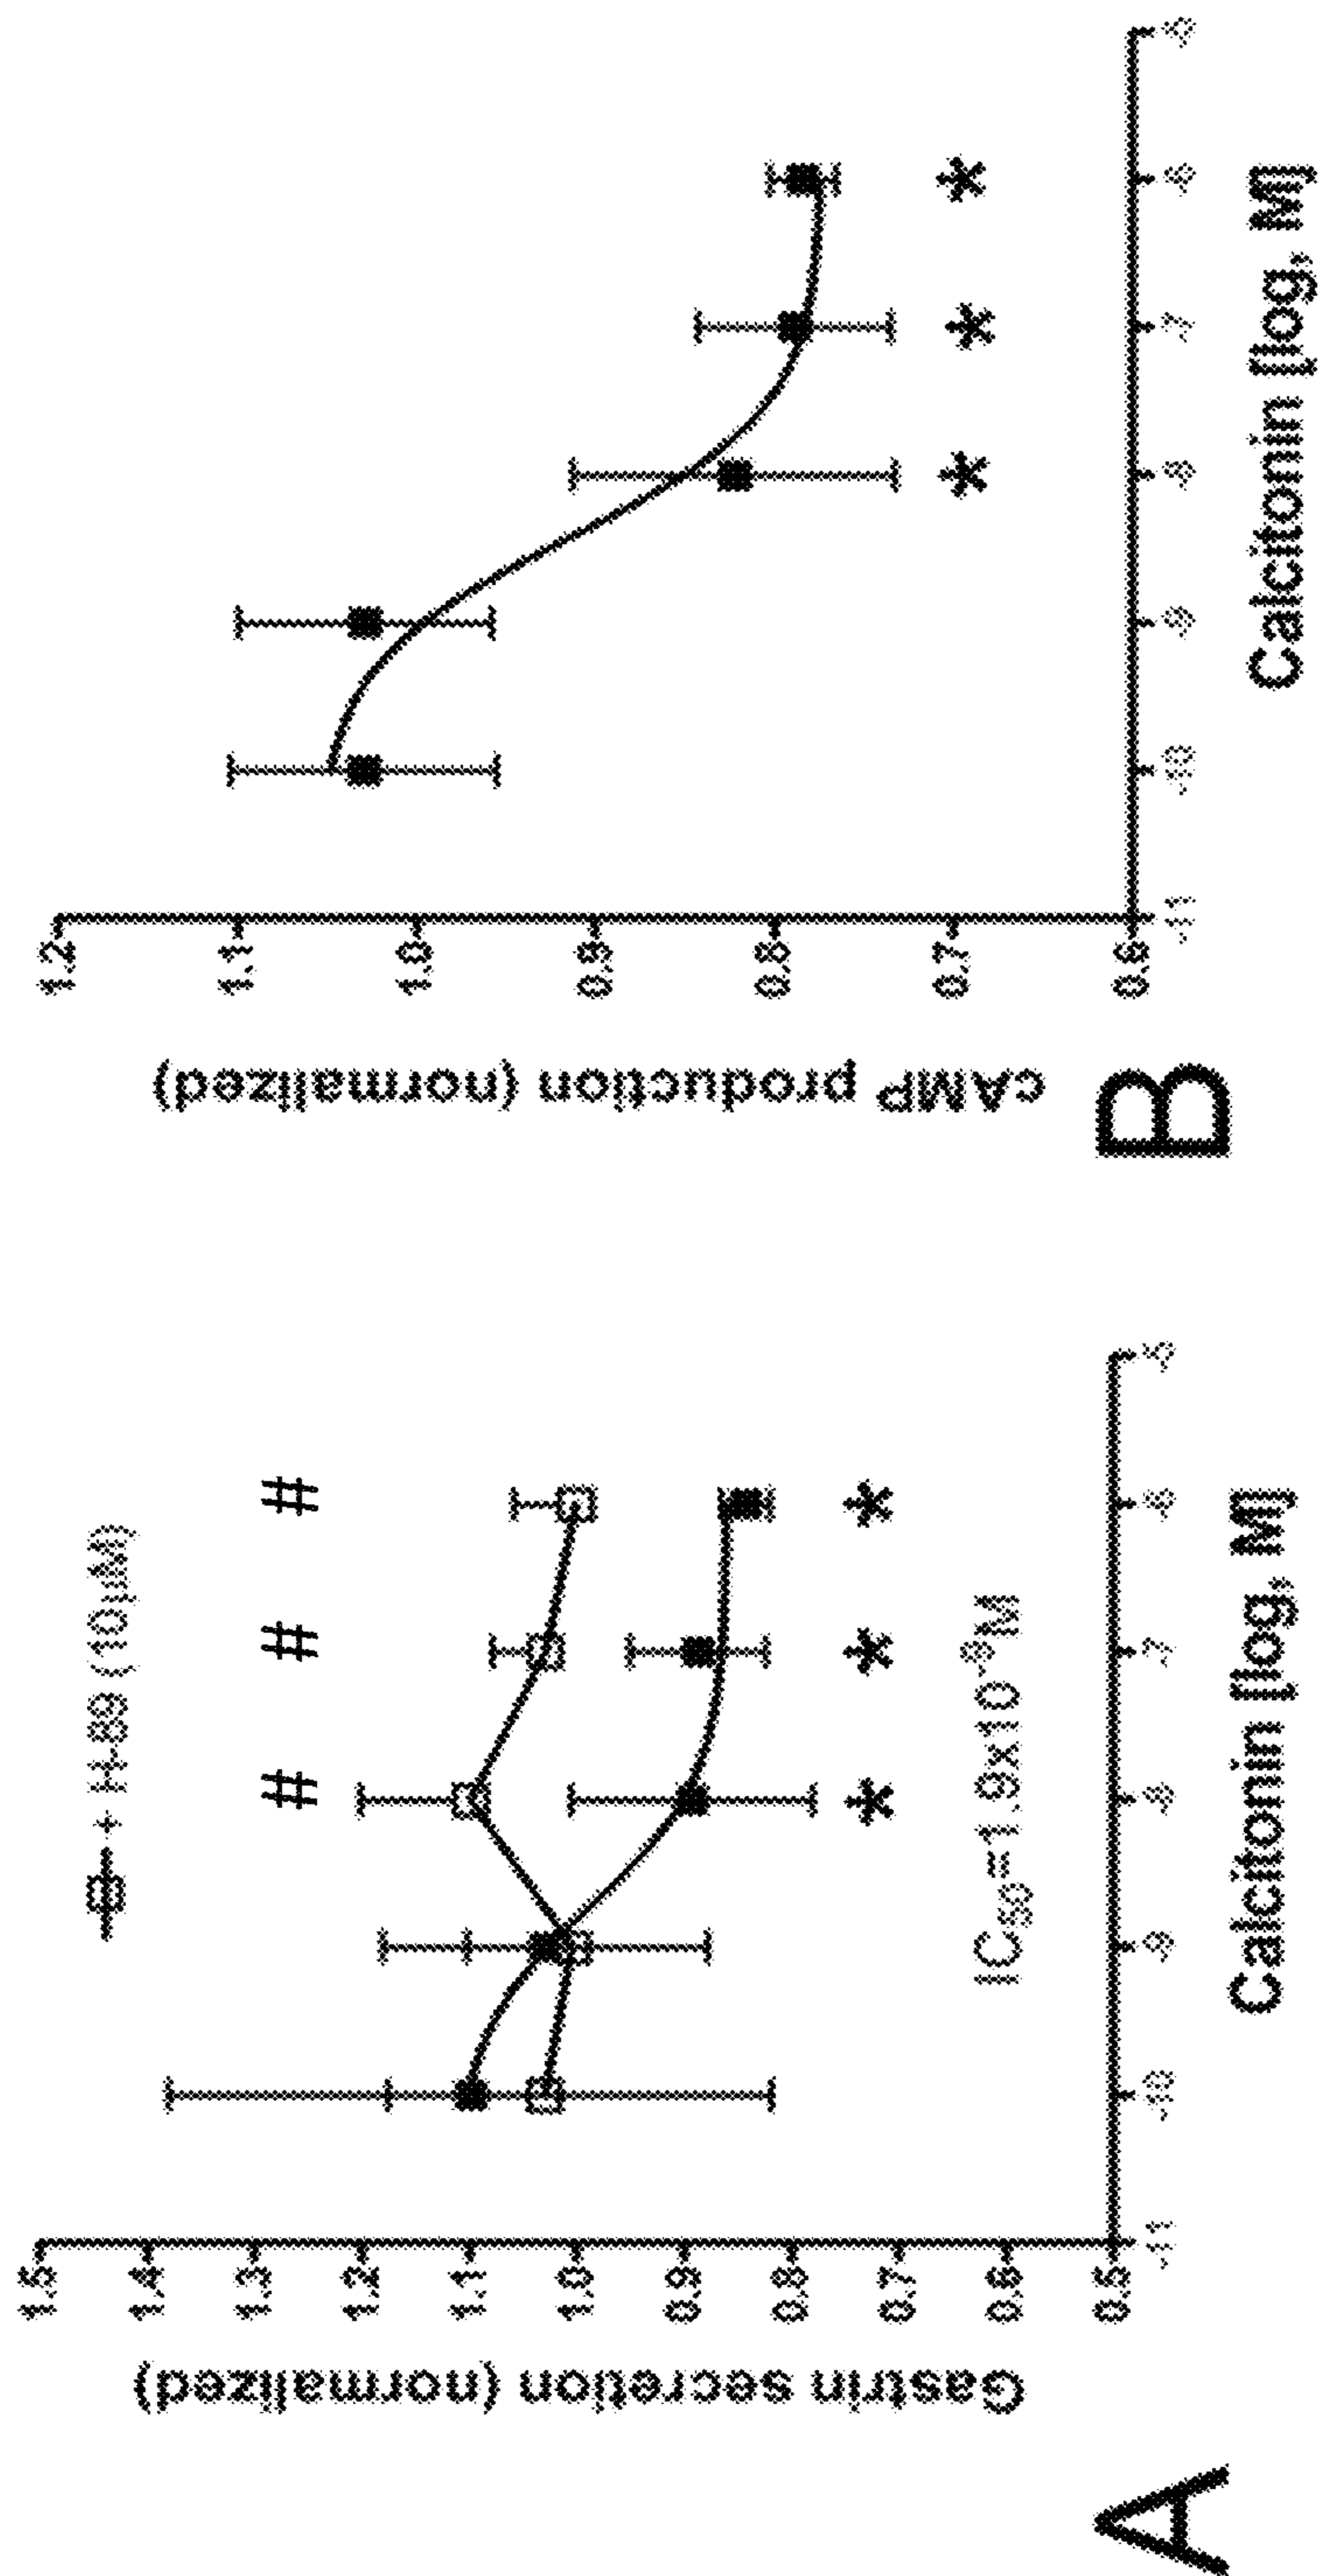 A
Gastrin secretion (normalized)
1.5
1.4
1.3
1.2
1.1
1.0
0.9
0.8
0.7
0.6
0.5
+ H-89 (10µM)
# # #
* * *
IC50=1.9x10-9M
-11 -10 -9 -8 -7 -6 -5
Calcitonin [log, M]
B
cAMP production (normalized)
1.2
1.1
1.0
0.9
0.8
0.7
0.6
* * *
-11 -10 -9 -8 -7 -6 -5
Calcitonin [log, M]